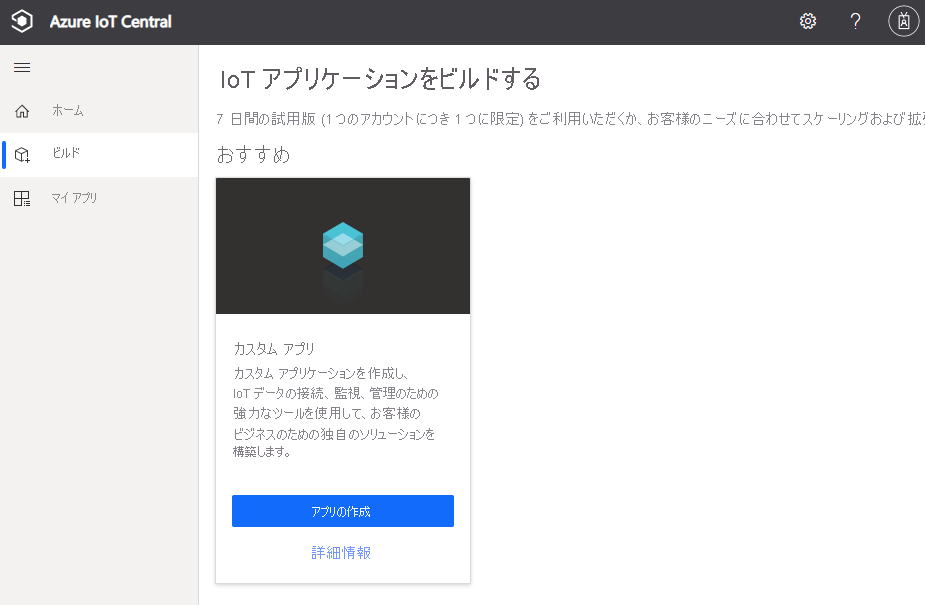 Azure IoT Central
?
IoT アプリケーションをビルドする
ホーム
7 日間の試用版 (1つのアカウントにつき 1 つに限定) をご利用いただくか、お客様のニーズに合わせてスケーリングおよび拡張
ビルド
おすすめ
マイ アプリ
カスタム アプリ
カスタム アプリケーションを作成し、
IoT データの接続、監視、管理のための
強力なツールを使用して、お客様の
ビジネスのための独自のソリューションを
構築します。
アプリの作成
詳細情報